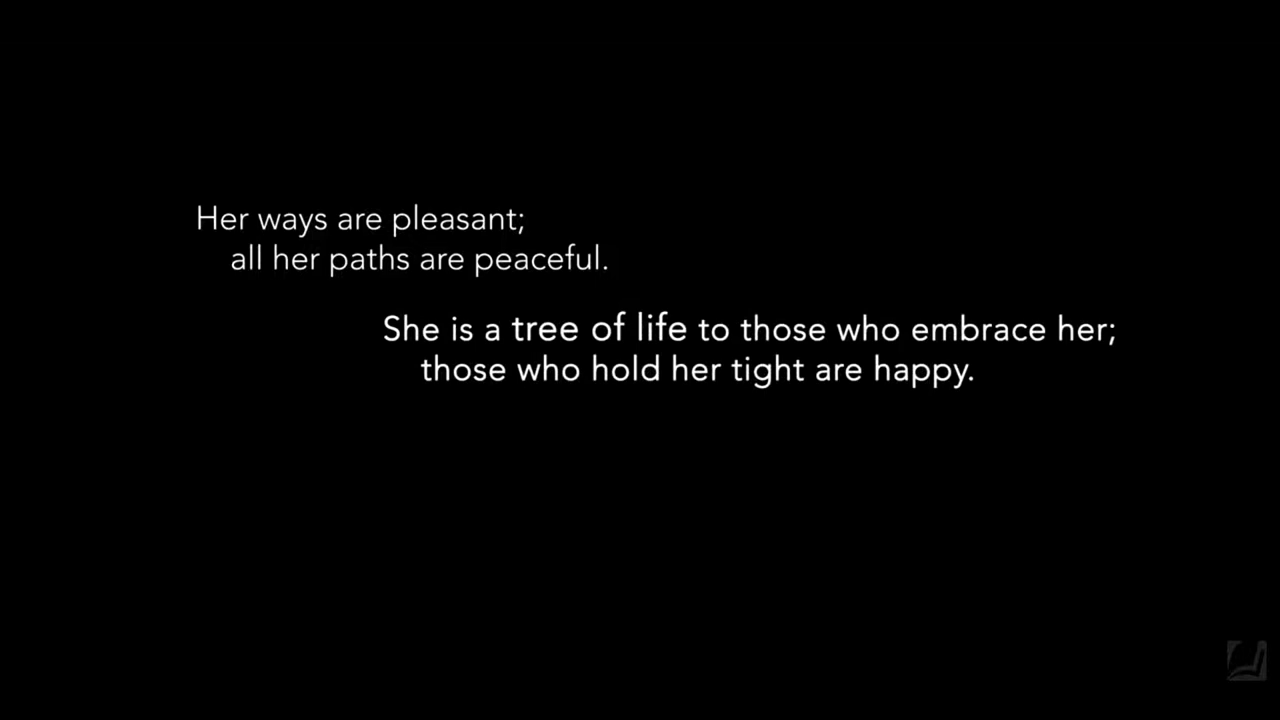 Her ways are pleasant;
all her paths are peaceful.
She is a tree of life to those who embrace her;
those who hold her tight are happy.